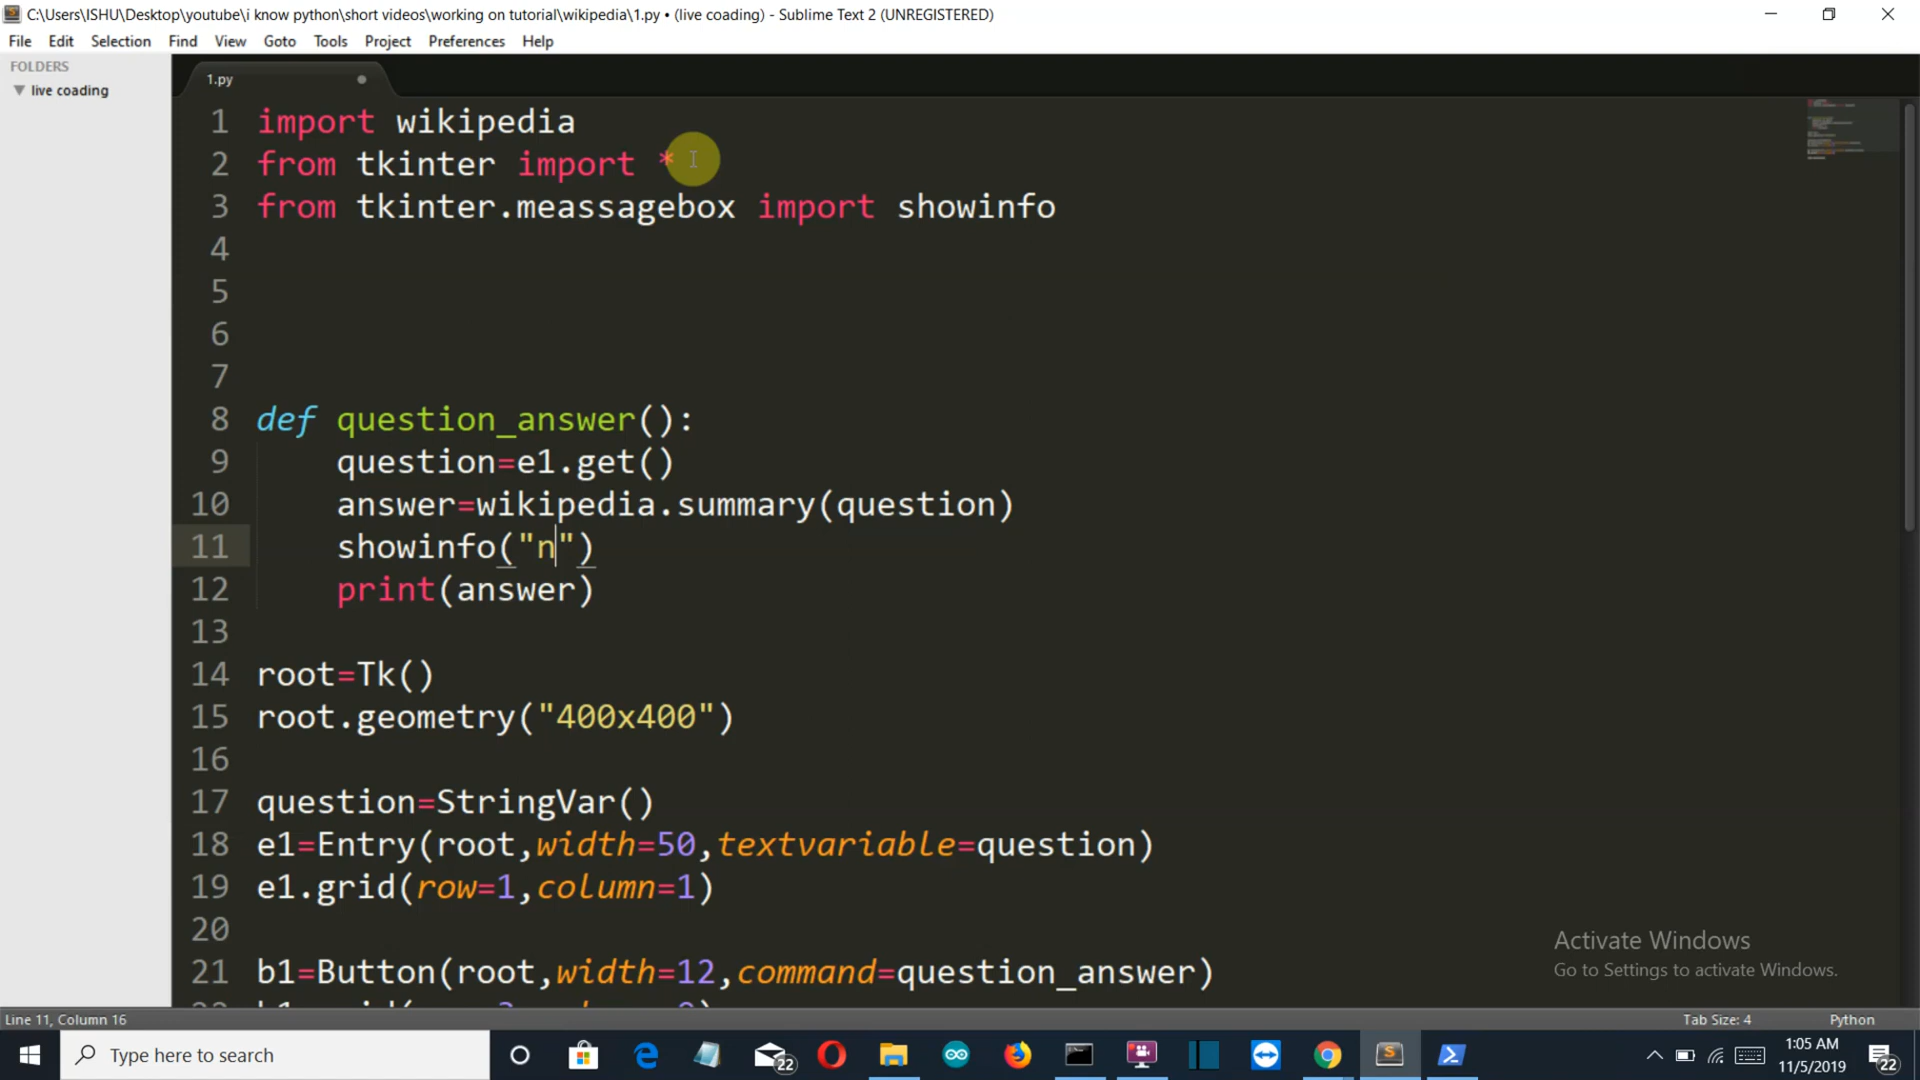 C:\Users\ISHU\Desktop\youtube\i know python\short videos\working on tutorial\wikipedia\1.py • (live coading) - Sublime Text 2 (UNREGISTERED)
File Edit Selection Find View Goto Tools Project Preferences Help
FOLDERS
live coading
1.py
1 import wikipedia
2 from tkinter import *
3 from tkinter.meassagebox import showinfo
4
5
6
7
8 def question_answer():
9 question=e1.get()
10 answer=wikipedia.summary(question)
11 showinfo("n")
12 print(answer)
13
14 root=Tk()
15 root.geometry("400x400")
16
17 question=StringVar()
18 e1=Entry(root,width=50,textvariable=question)
19 e1.grid(row=1,column=1)
20
21 b1=Button(root,width=12,command=question_answer)
Activate Windows
Go to Settings to activate Windows.
Line 11, Column 16
Tab Size: 4
Python
Type here to search
22
1:05 AM
11/5/2019
22